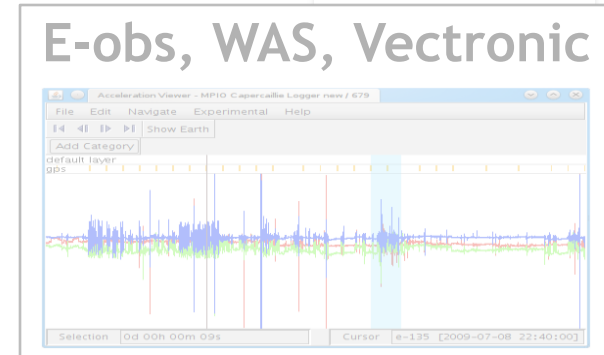 E-obs, WAS, Vectronic
Acceleration Viewer - MPIO Capercaillie Logger new / 679
File Edit Navigate Experimental Help
Show Earth
Add Category
default layer
gps
Selection 0d 00h 00m 09s Cursor e-135 [2009-07-08 22:40:00]